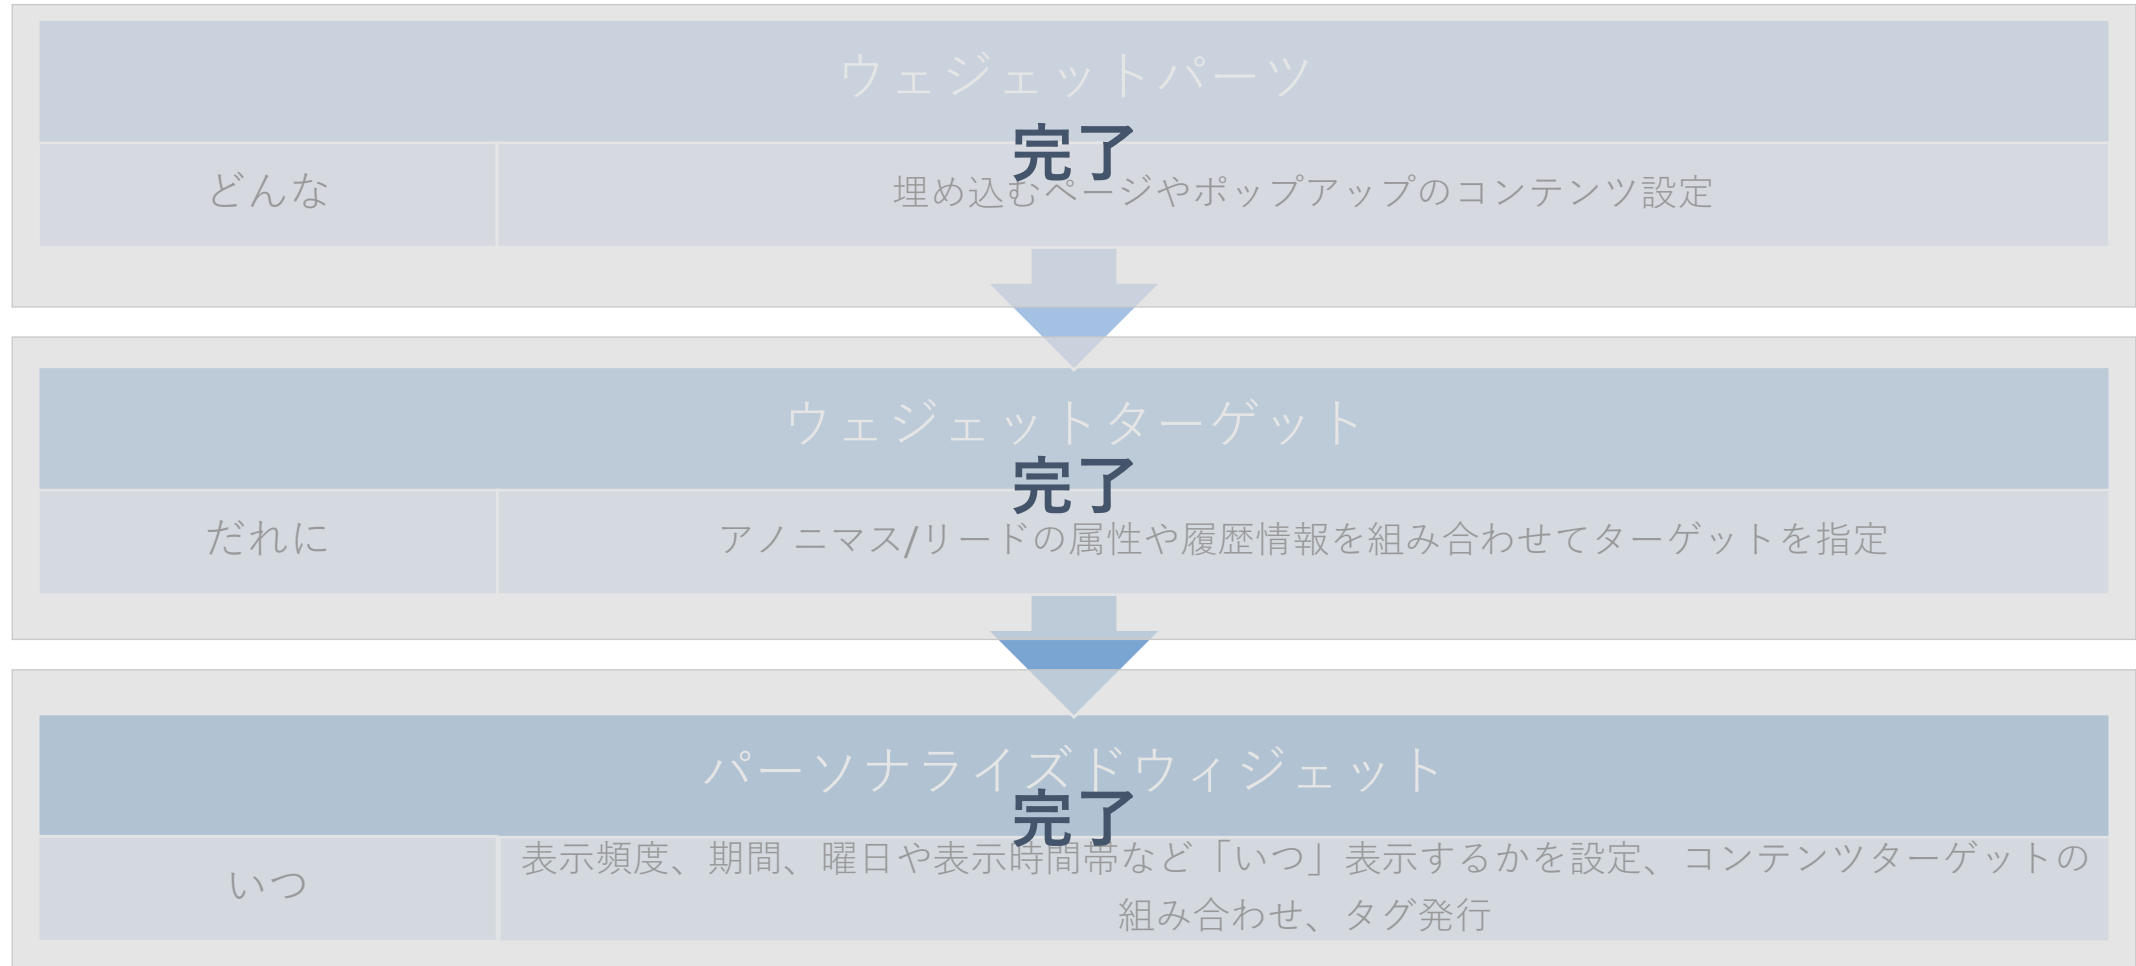 ウェジェットパーツ
完了
どんな
埋め込むページやポップアップのコンテンツ設定
ウェジェットターゲット
完了
だれに
アノニマス/リードの属性や履歴情報を組み合わせてターゲットを指定
パーソナライズドウィジェット
完了
いつ
表示頻度、期間、曜日や表示時間帯など「いつ」表示するかを設定、コンテンツターゲットの
組み合わせ、タグ発行